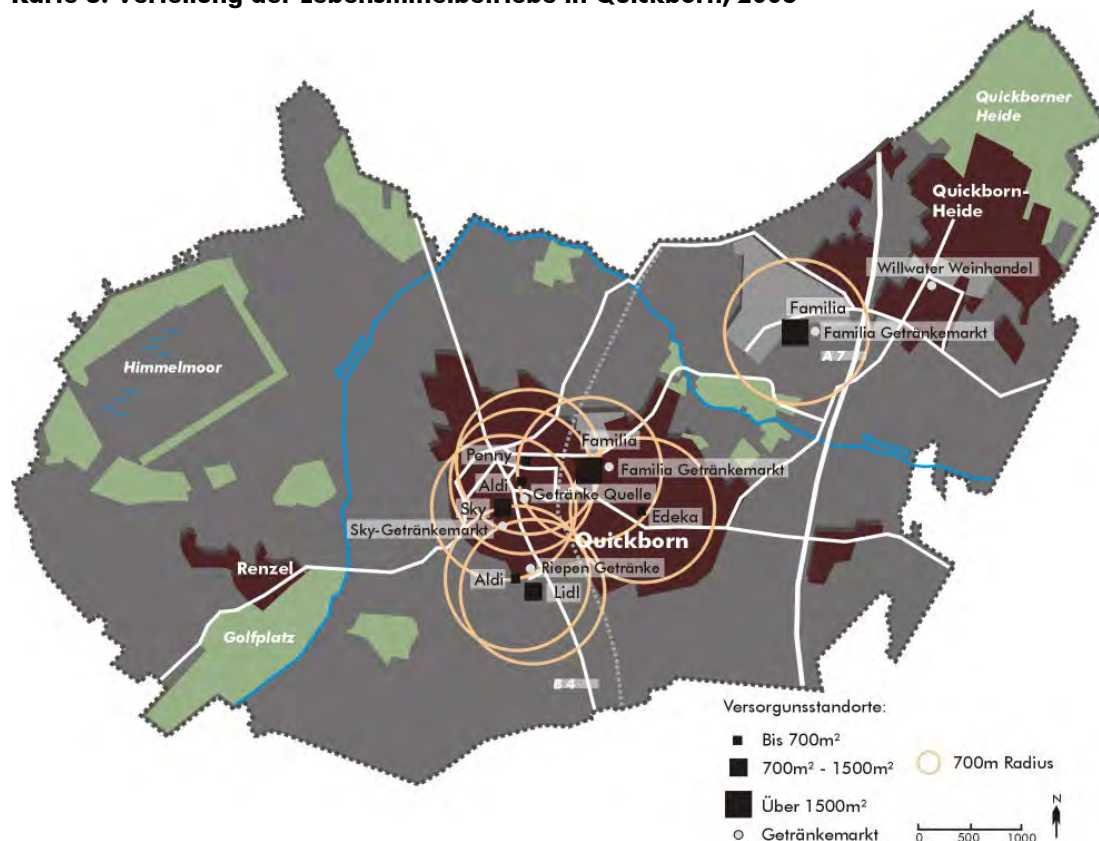 Quickborner
Heide
Quickborn-
Heide
Willwater Weinhandel
Familia
Familia Getränkemarkt
A 7
Himmelmoor
Familia
Penny
Familia Getränkemarkt
Aldi
Getränke Quelle
Sky
Edeka
Sky-Getränkemarkt
Quickborn
Renzel
Riepen Getränke
Aldi
Lidl
Golfplatz
B 4
Versorgunsstandorte:
Bis 700m²
700m² - 1500m²
700m Radius
Über 1500m²
N
Getränkemarkt
0 500 1000